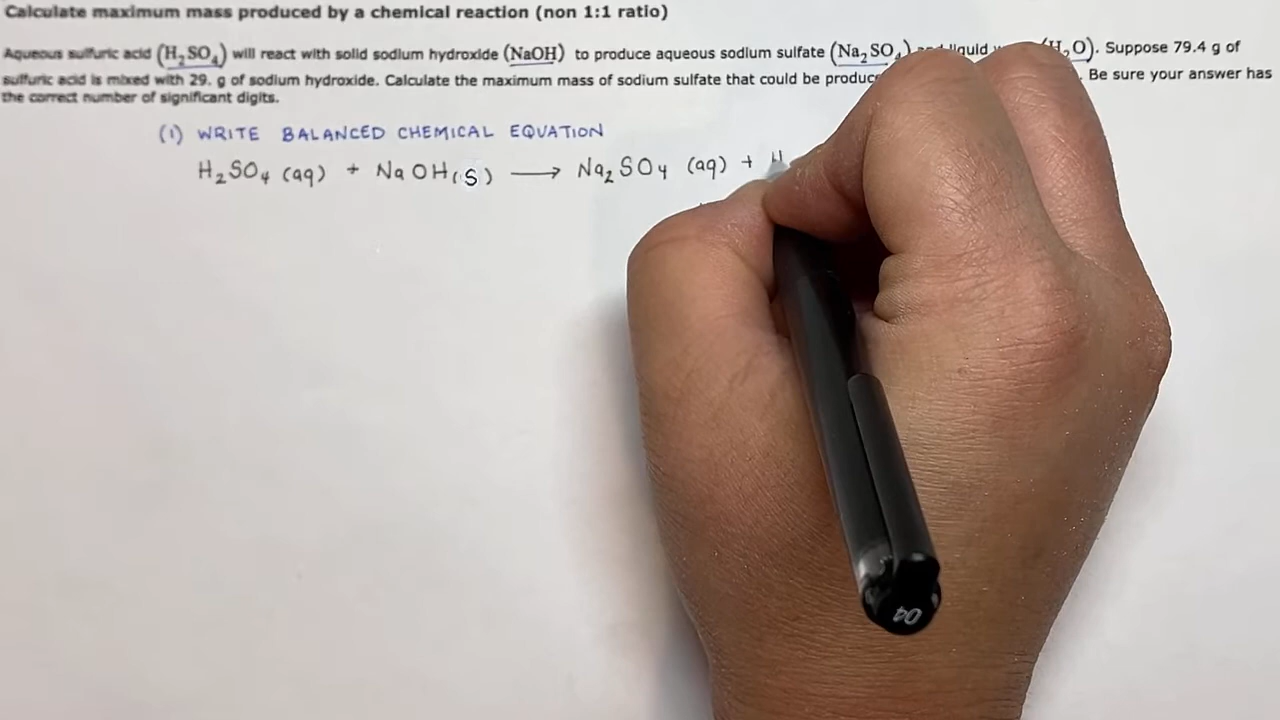 Calculate maximum mass produced by a chemical reaction (non 1:1 ratio)
Aqueous sulfuric acid (H₂SO₄) will react with solid sodium hydroxide (NaOH) to produce aqueous sodium sulfate (Na₂SO₄) liquid H₂O). Suppose 79.4 g of
sulfuric acid is mixed with 29. g of sodium hydroxide. Calculate the maximum mass of sodium sulfate that could be . Be sure your answer has
the correct number of significant digits.
(1) WRITE BALANCED CHEMICAL EQUATION
H₂SO₄ (aq) + NaOH(s) ⟶ Na₂SO₄ (aq) + H
04